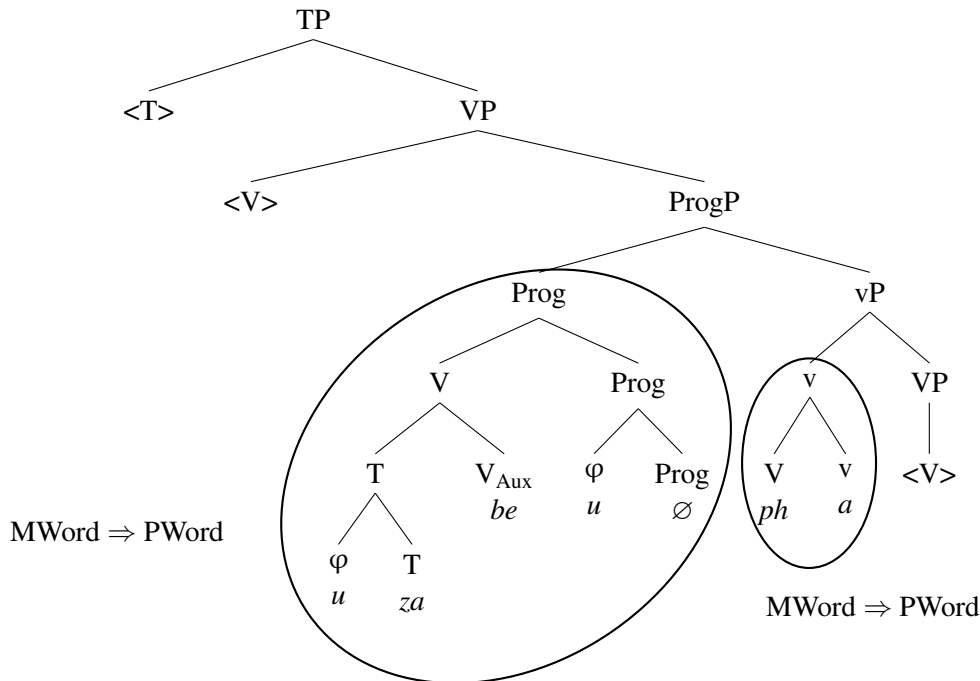 TP
<T> VP
<V> ProgP
Prog vP
V Prog v VP
T V_Aux φ Prog V v <V>
be u ∅ ph a
MWord ⇒ PWord
φ T
u za MWord ⇒ PWord